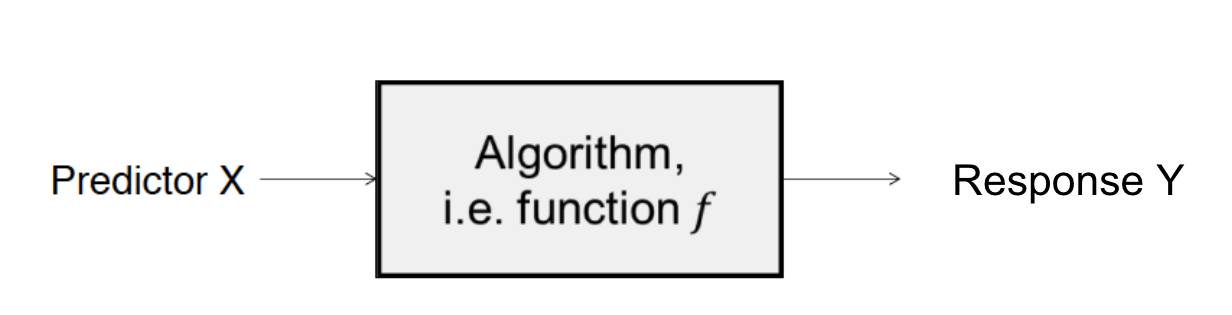 Predictor X
Algorithm,
i.e. function f
Response Y